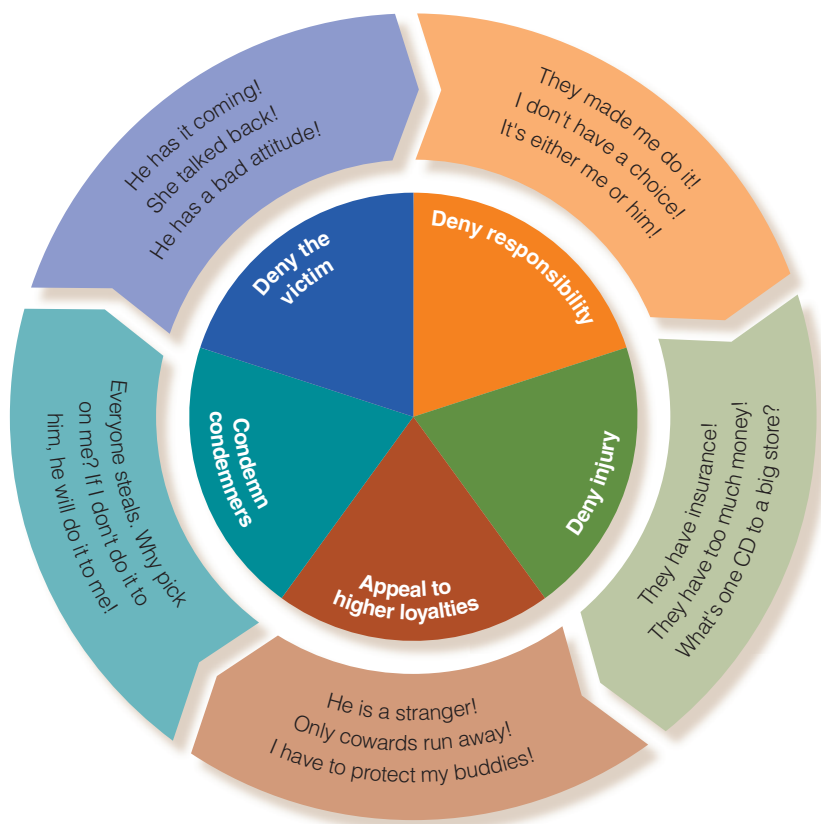 He has it coming!
She talked back!
He has a bad attitude!
They made me do it!
I don't have a choice!
It's either me or him!
Deny the
victim
Deny responsibility
Condemn
condemners
Deny injury
Appeal to
higher loyalties
Everyone steals. Why pick
on me? If I don't do it to
him, he will do it to me!
They have insurance!
They have too much money!
What's one CD to a big store?
He is a stranger!
Only cowards run away!
I have to protect my buddies!